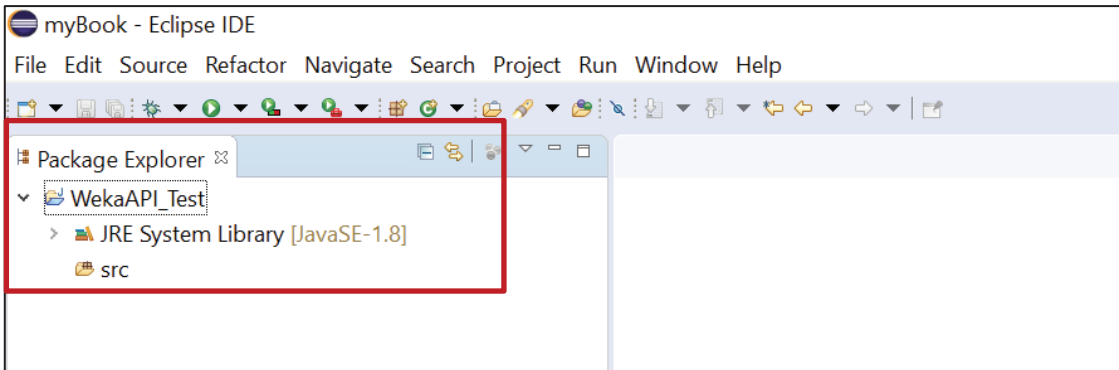 myBook - Eclipse IDE
File Edit Source Refactor Navigate Search Project Run Window Help
Package Explorer
WekaAPI_Test
JRE System Library [JavaSE-1.8]
src